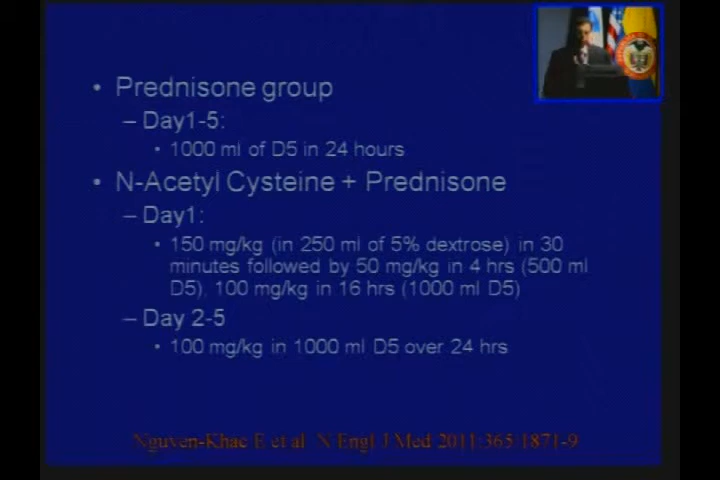 • Prednisone group
– Day1-5:
• 1000 ml of D5 in 24 hours
• N-Acetyl Cysteine + Prednisone
– Day1:
• 150 mg/kg (in 250 ml of 5% dextrose) in 30
minutes followed by 50 mg/kg in 4 hrs (500 ml
D5), 100 mg/kg in 16 hrs (1000 ml D5)
– Day 2-5
• 100 mg/kg in 1000 ml D5 over 24 hrs
Nguyen-Khac E et al. N Engl J Med 2011;365:1871-9